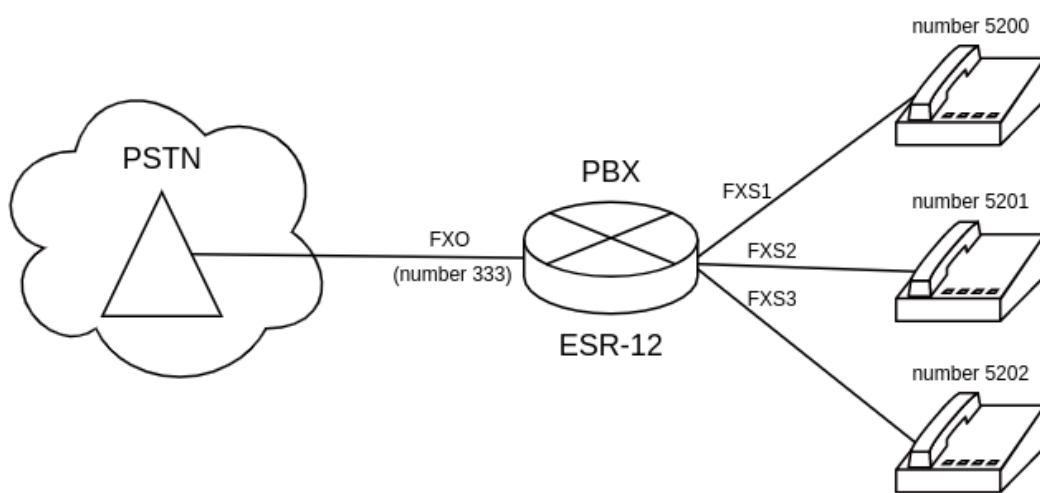 number 5200
PSTN
PBX
FXS1
number 5201
FXO
(number 333)
FXS2
FXS3
ESR-12
number 5202